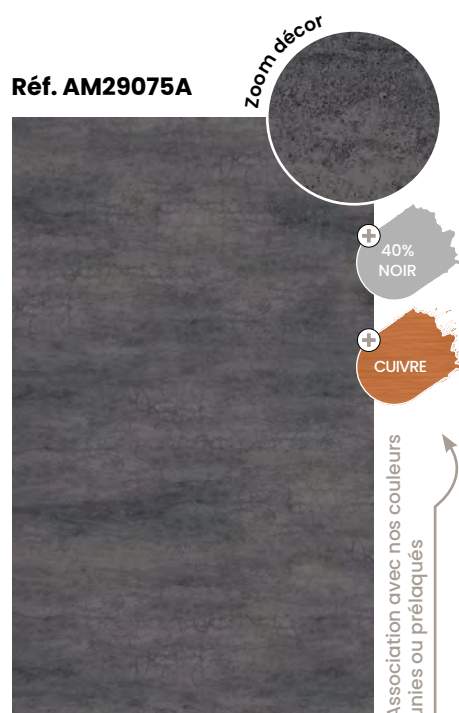 Zoom décor
Réf. AM29075A
40%
NOIR
CUIVRE
Association avec nos couleurs
unies ou prélaqués